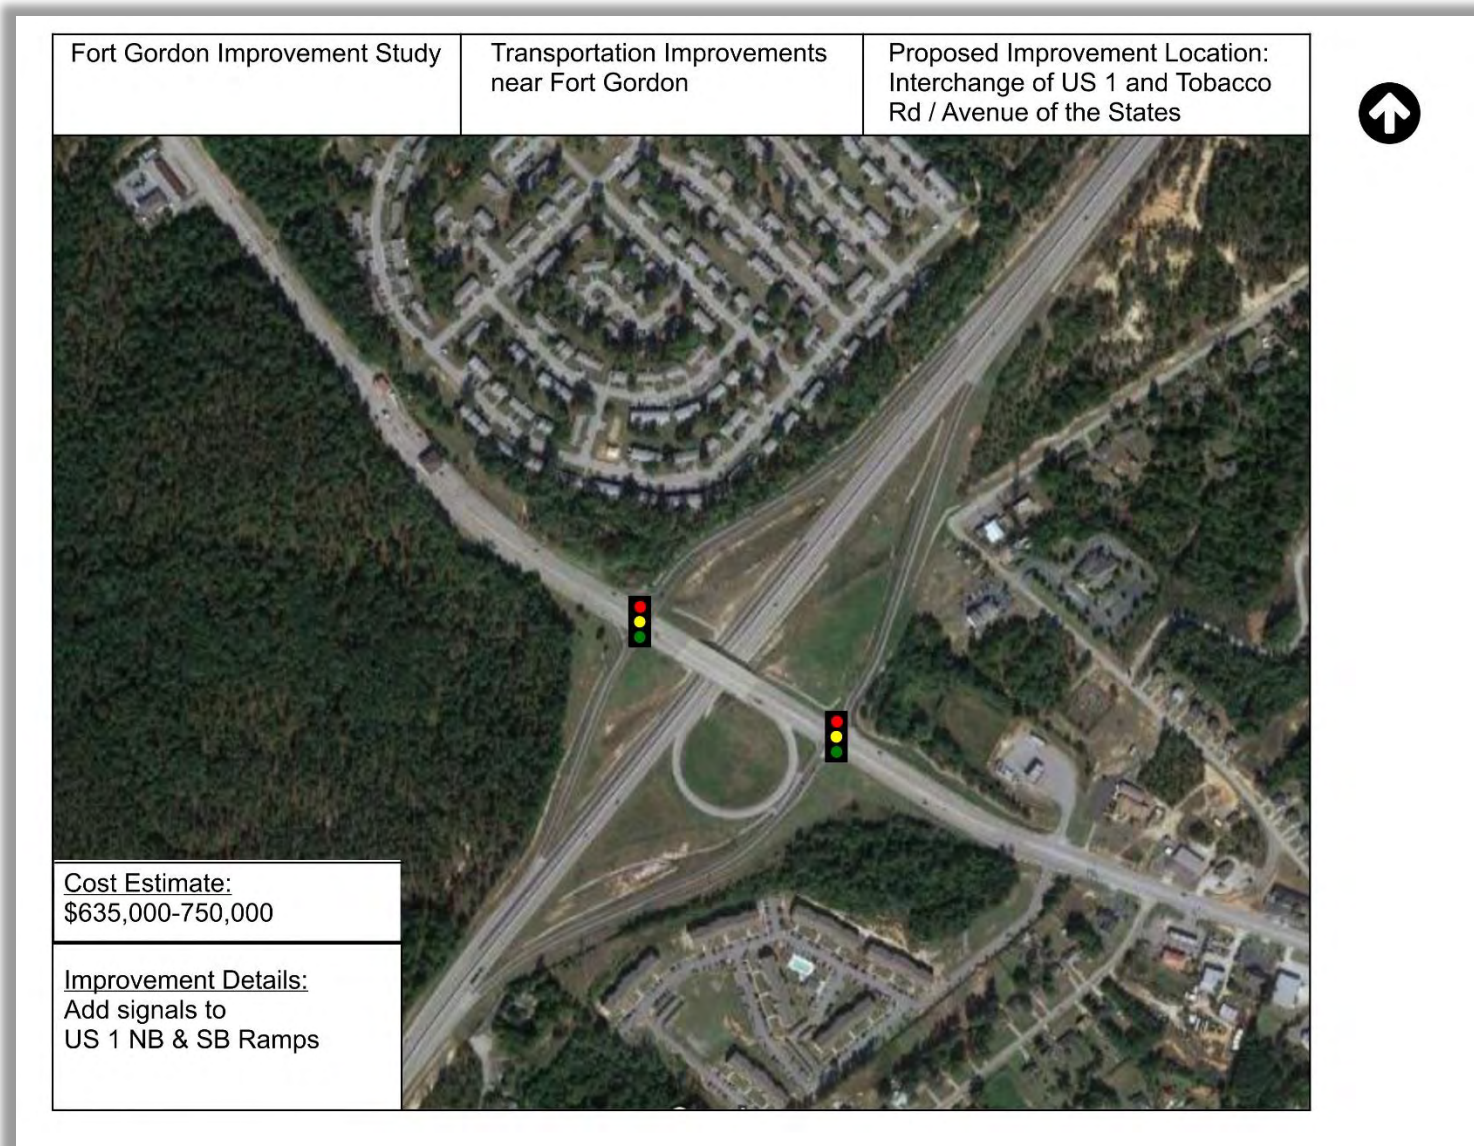 Fort Gordon Improvement Study
Transportation Improvements
near Fort Gordon
Proposed Improvement Location:
Interchange of US 1 and Tobacco
Rd / Avenue of the States
Cost Estimate:
$635,000-750,000
Improvement Details:
Add signals to
US 1 NB & SB Ramps